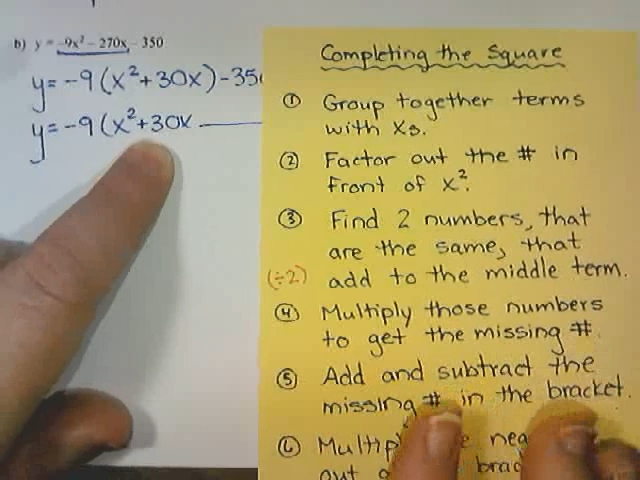 b) y = -9x² - 270x - 350
y = -9 (x² + 30x) - 350
y = -9 (x² + 30x
Completing the Square
① Group together terms
with xs.
② Factor out the # in
front of x².
③ Find 2 numbers, that
are the same, that
(÷2) add to the middle term.
④ Multiply those numbers
to get the missing #.
⑤ Add and subtract the
missing # in the bracket.
⑥
out